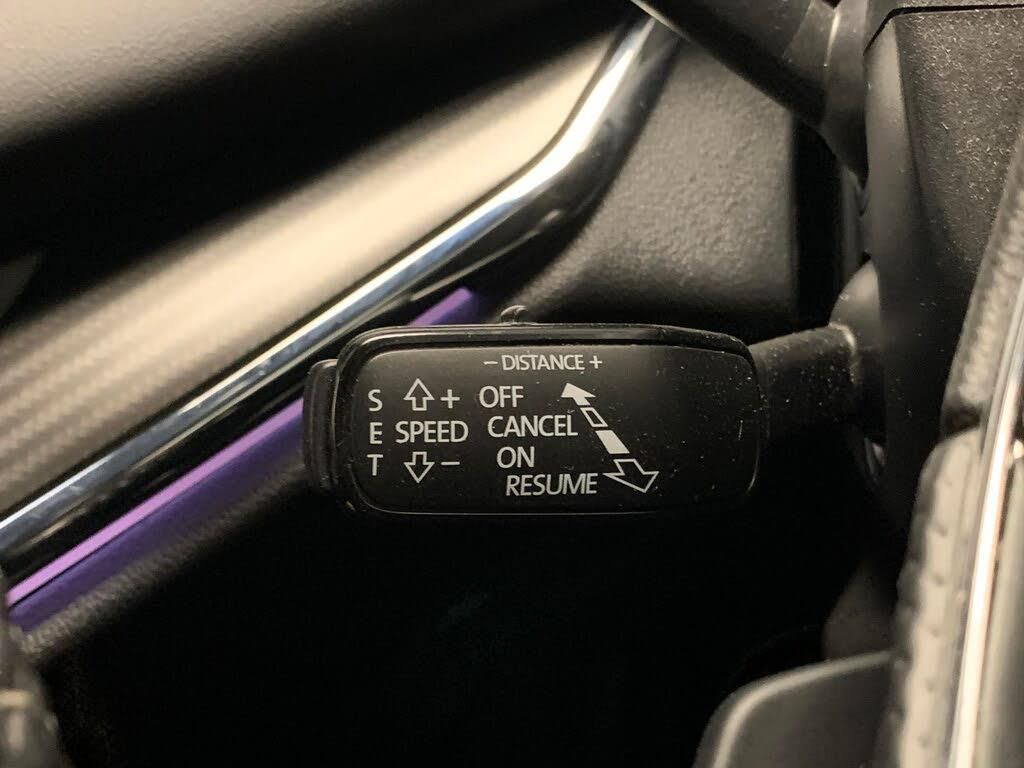 − DISTANCE +
S + OFF
E SPEED CANCEL
T − ON
RESUME